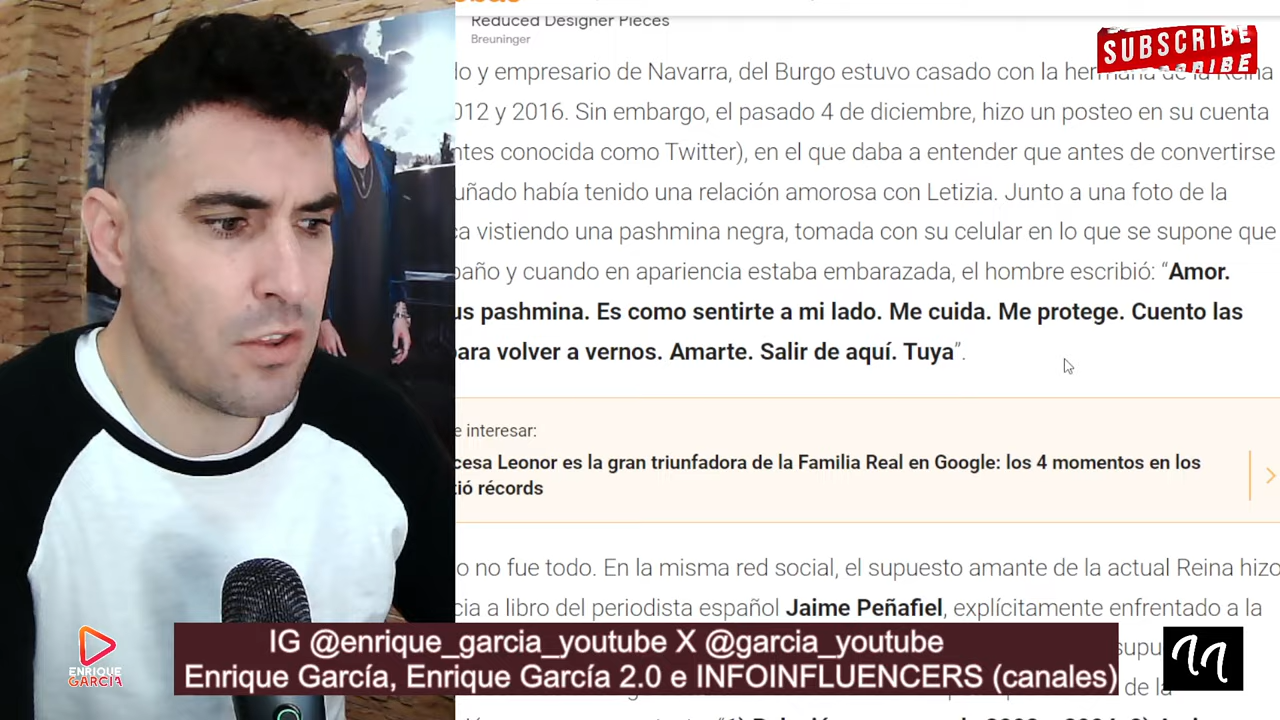 Reduced Designer Pieces
Breuninger
SUBSCRIBE
do y empresario de Navarra, del Burgo estuvo casado con la hermana de la Reina
012 y 2016. Sin embargo, el pasado 4 de diciembre, hizo un posteo en su cuenta
ntes conocida como Twitter), en el que daba a entender que antes de convertirse
uñado había tenido una relación amorosa con Letizia. Junto a una foto de la
ca vistiendo una pashmina negra, tomada con su celular en lo que se supone que
baño y cuando en apariencia estaba embarazada, el hombre escribió: “Amor.
us pashmina. Es como sentirte a mi lado. Me cuida. Me protege. Cuento las
para volver a vernos. Amarte. Salir de aquí. Tuya”.
e interesar:
cesa Leonor es la gran triunfadora de la Familia Real en Google: los 4 momentos en los
tió récords
o no fue todo. En la misma red social, el supuesto amante de la actual Reina hizo
cia a libro del periodista español Jaime Peñafiel, explícitamente enfrentado a la
IG @enrique_garcia_youtube X @garcia_youtube
Enrique García, Enrique García 2.0 e INFOINFLUENCERS (canales)
ENRIQUE
GARCÍA
de la